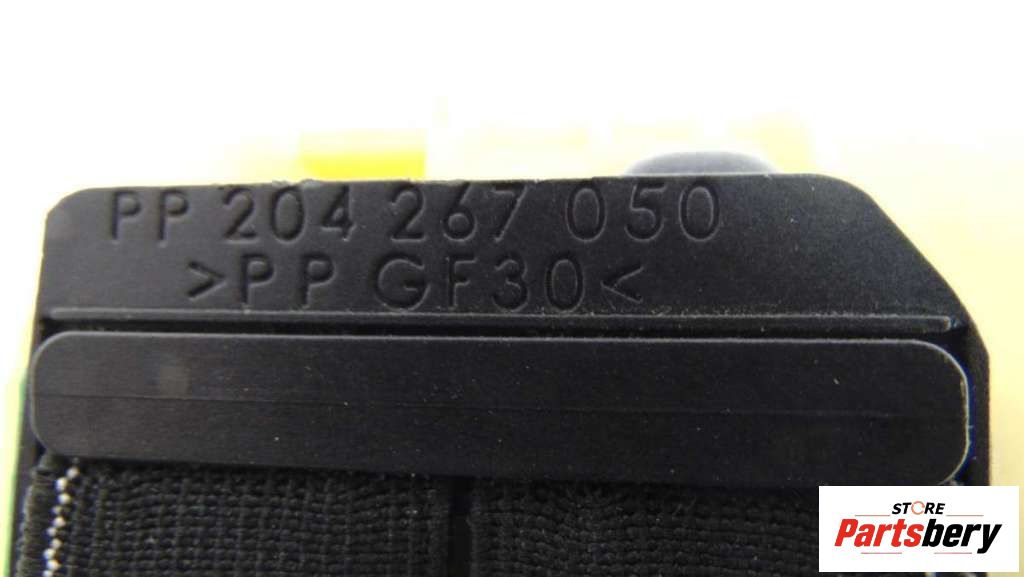 PP 204 267 050
>PP GF30<
STORE
Partsbery